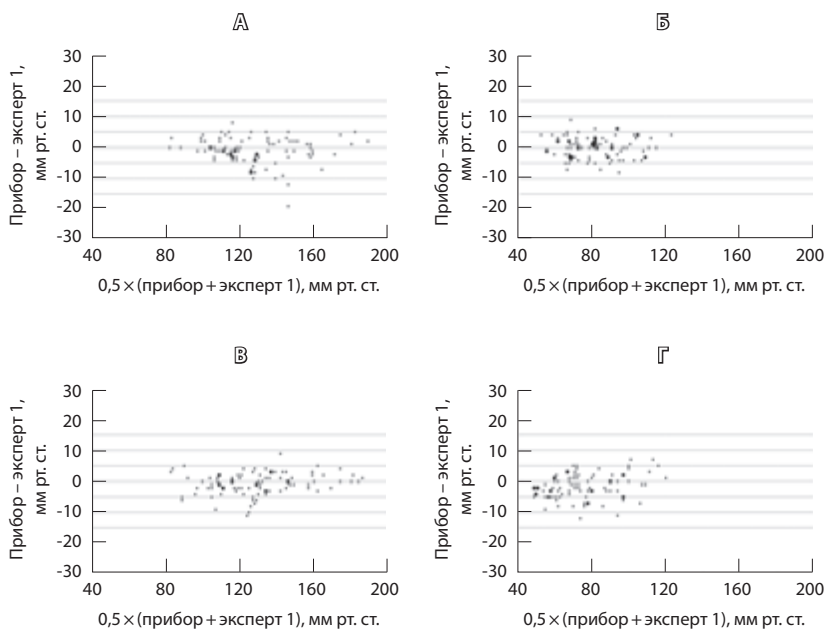 А
Прибор – эксперт 1,
мм рт. ст.
30
20
10
0
-10
-20
-30
40 80 120 160 200
0,5 × (прибор + эксперт 1), мм рт. ст.
Б
Прибор – эксперт 1,
мм рт. ст.
30
20
10
0
-10
-20
-30
40 80 120 160 200
0,5 × (прибор + эксперт 1), мм рт. ст.
В
Прибор – эксперт 1,
мм рт. ст.
30
20
10
0
-10
-20
-30
40 80 120 160 200
0,5 × (прибор + эксперт 1), мм рт. ст.
Г
Прибор – эксперт 1,
мм рт. ст.
30
20
10
0
-10
-20
-30
40 80 120 160 200
0,5 × (прибор + эксперт 1), мм рт. ст.